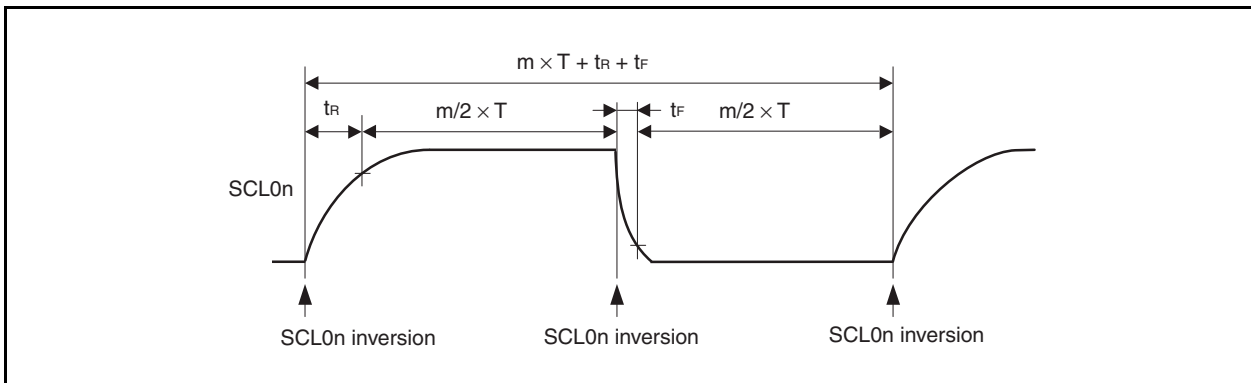 m × T + tR + tF
tR
m/2 × T
tF
m/2 × T
SCL0n
SCL0n inversion
SCL0n inversion
SCL0n inversion